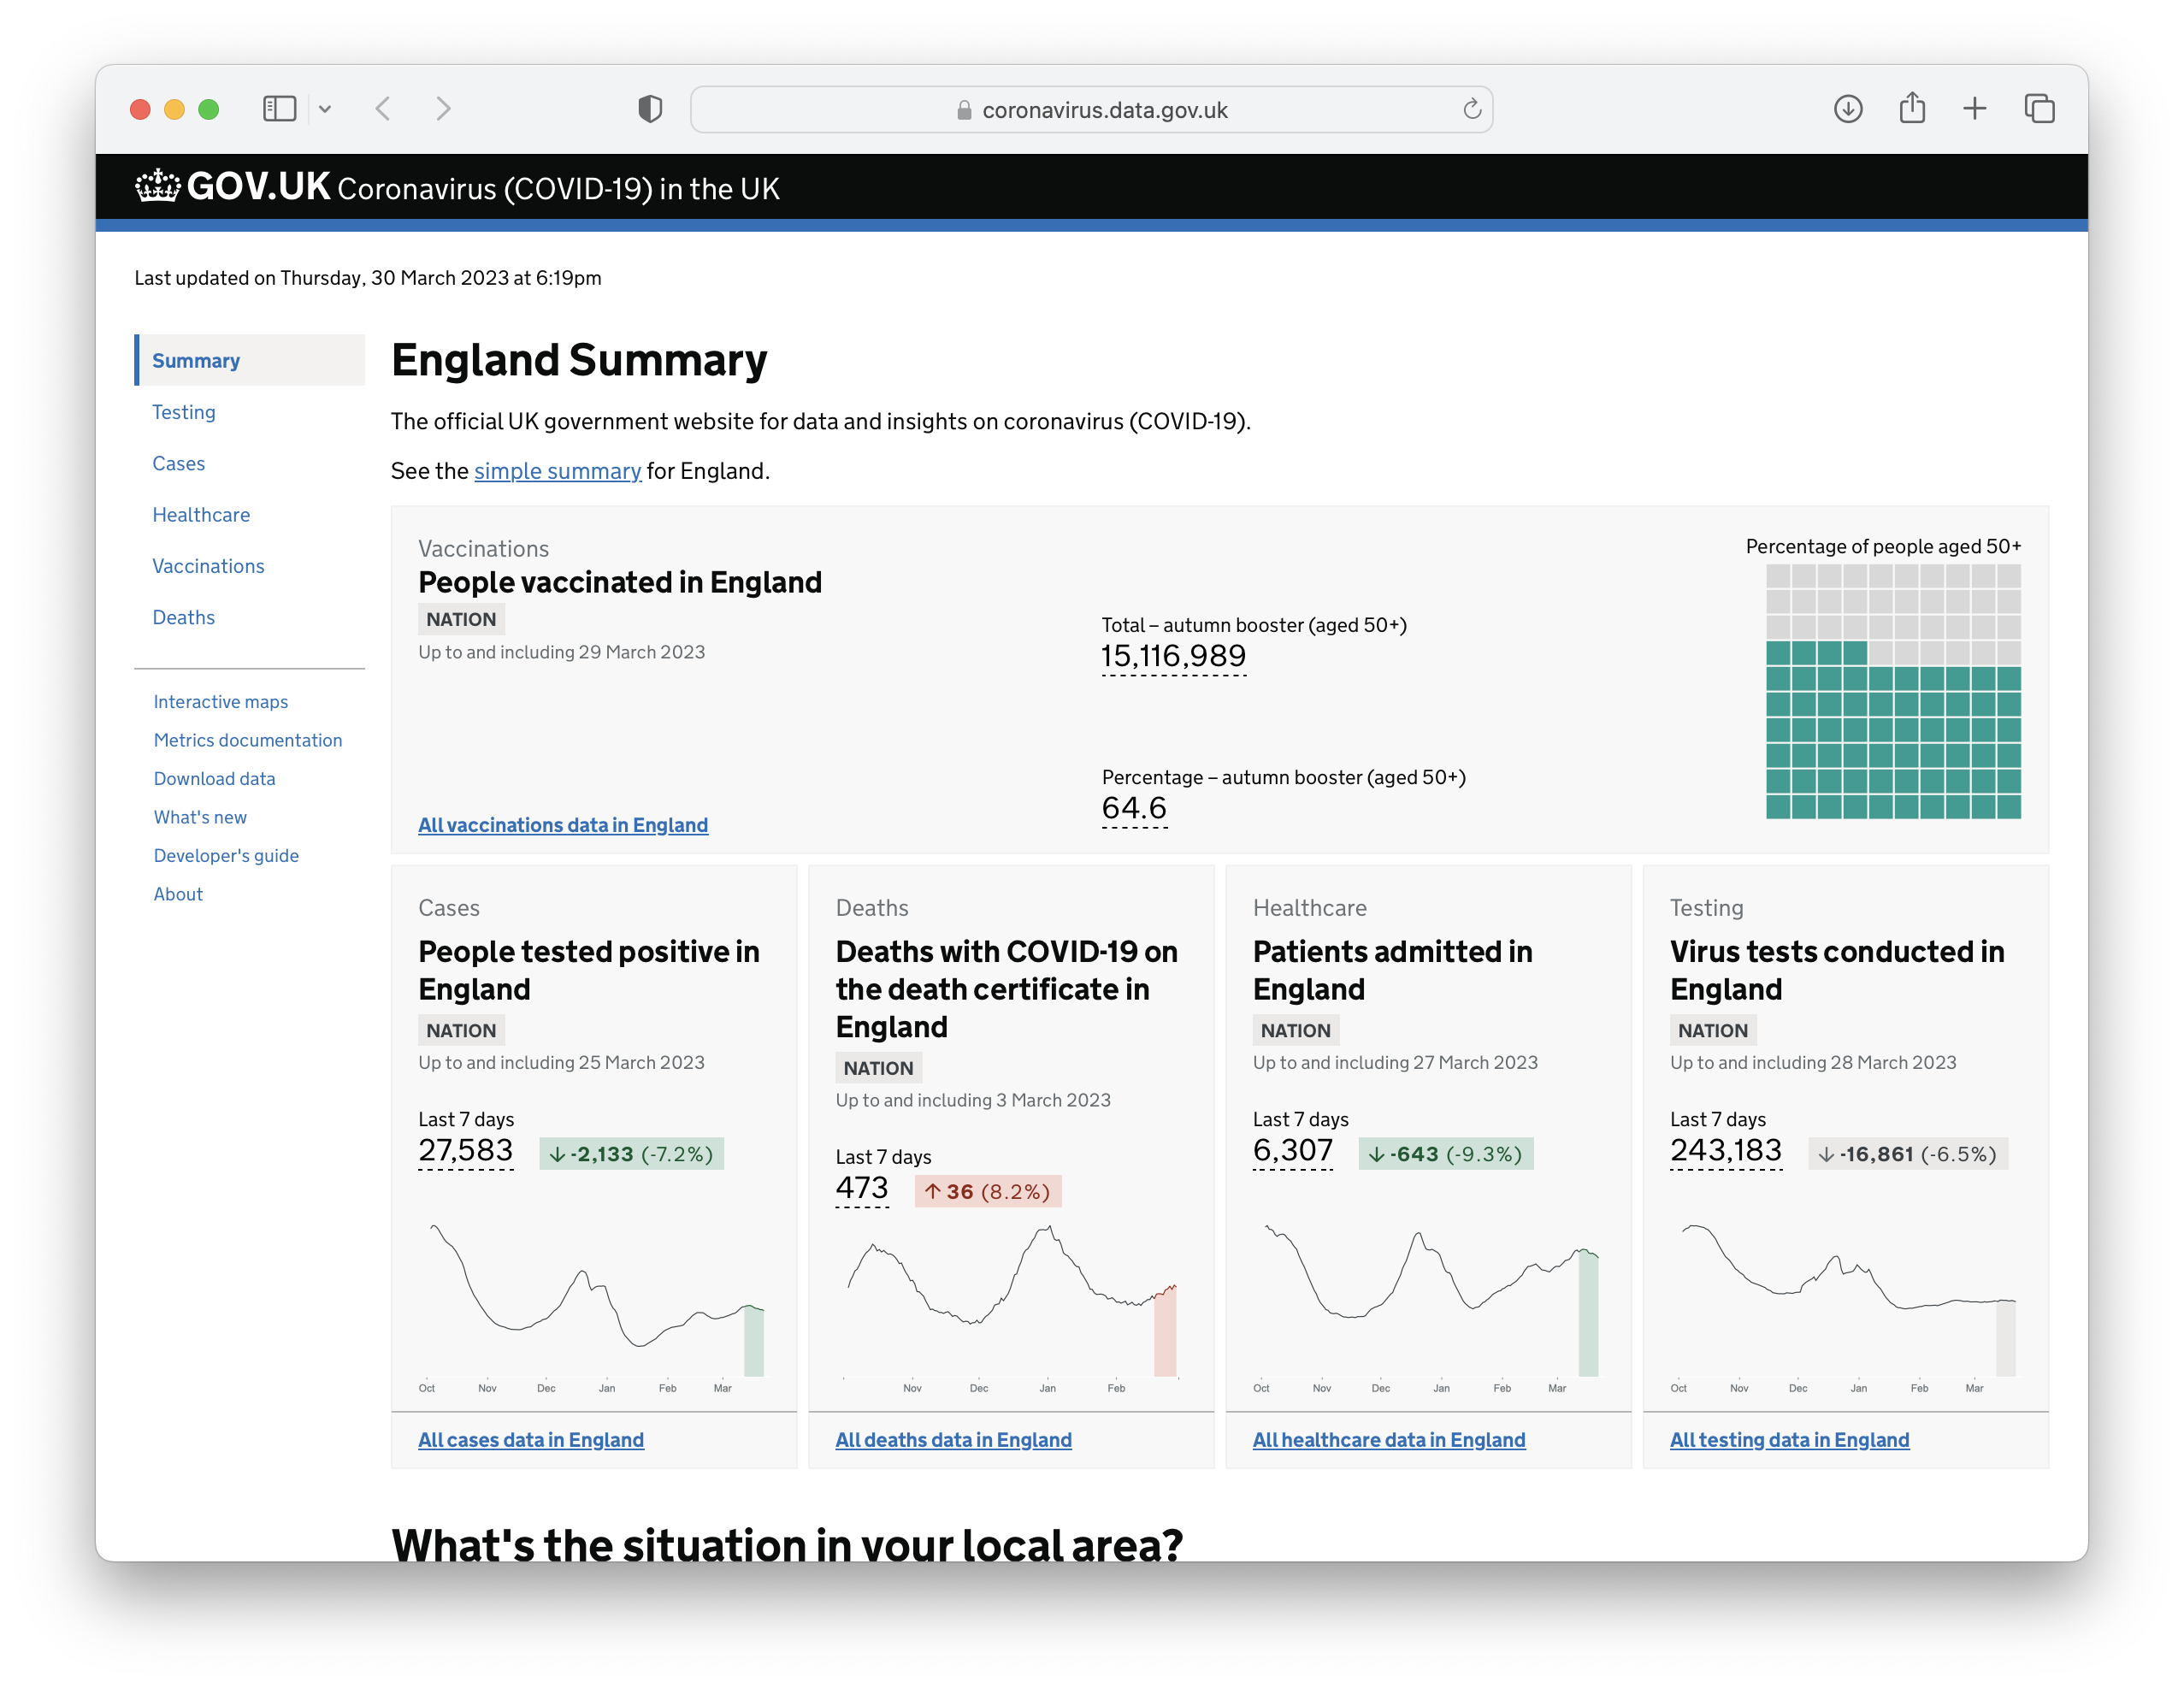 coronavirus.data.gov.uk
GOV.UK Coronavirus (COVID-19) in the UK
Last updated on Thursday, 30 March 2023 at 6:19pm
Summary
Testing
Cases
Healthcare
Vaccinations
Deaths
Interactive maps
Metrics documentation
Download data
What's new
Developer's guide
About
England Summary
The official UK government website for data and insights on coronavirus (COVID-19).
See the simple summary for England.
Vaccinations
People vaccinated in England
NATION
Up to and including 29 March 2023
All vaccinations data in England
Total – autumn booster (aged 50+)
15,116,989
Percentage – autumn booster (aged 50+)
64.6
Percentage of people aged 50+
Cases
People tested positive in
England
NATION
Up to and including 25 March 2023
Last 7 days
27,583 ↓ -2,133 (-7.2%)
Oct Nov Dec Jan Feb Mar
All cases data in England
Deaths
Deaths with COVID-19 on
the death certificate in
England
NATION
Up to and including 3 March 2023
Last 7 days
473 ↑ 36 (8.2%)
Nov Dec Jan Feb
All deaths data in England
Healthcare
Patients admitted in
England
NATION
Up to and including 27 March 2023
Last 7 days
6,307 ↓ -643 (-9.3%)
Oct Nov Dec Jan Feb Mar
All healthcare data in England
Testing
Virus tests conducted in
England
NATION
Up to and including 28 March 2023
Last 7 days
243,183 ↓ -16,861 (-6.5%)
Oct Nov Dec Jan Feb Mar
All testing data in England
What's the situation in your local area?